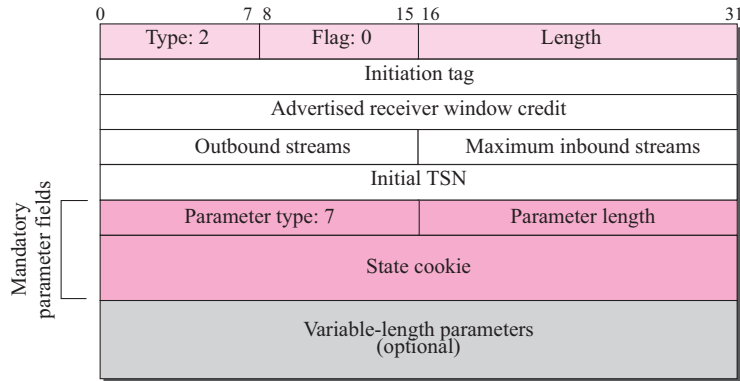 0 7 8 15 16 31
Type: 2 Flag: 0 Length
Initiation tag
Advertised receiver window credit
Outbound streams Maximum inbound streams
Initial TSN
Mandatory
parameter fields
Parameter type: 7 Parameter length
State cookie
Variable-length parameters
(optional)